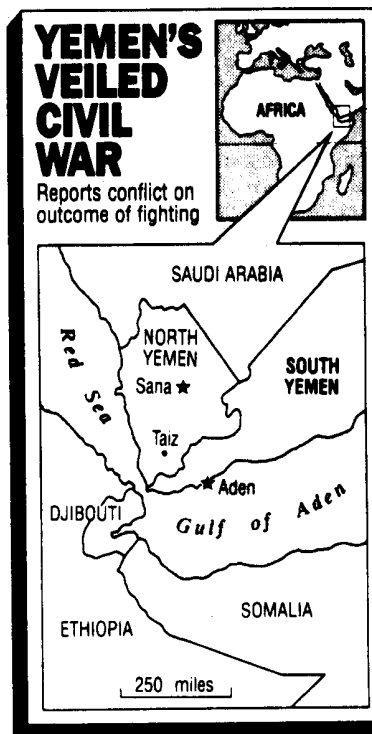 YEMEN'S
VEILED
CIVIL
WAR
Reports conflict on
outcome of fighting
AFRICA
SAUDI ARABIA
Red Sea
NORTH
YEMEN
Sana
SOUTH
YEMEN
Taiz
Aden
DJIBOUTI
Gulf of Aden
ETHIOPIA
SOMALIA
250 miles